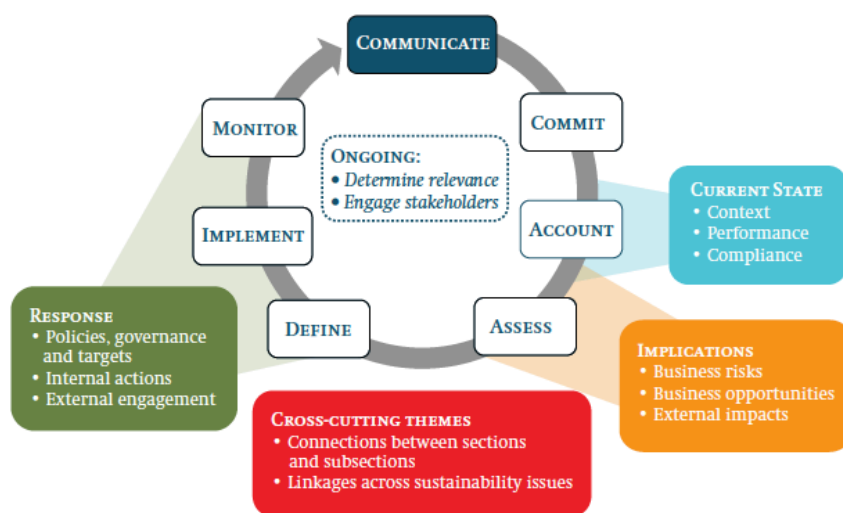 COMMUNICATE
COMMIT
ACCOUNT
ASSESS
DEFINE
IMPLEMENT
MONITOR
ONGOING:
• Determine relevance
• Engage stakeholders
CURRENT STATE
• Context
• Performance
• Compliance
IMPLICATIONS
• Business risks
• Business opportunities
• External impacts
CROSS-CUTTING THEMES
• Connections between sections
and subsections
• Linkages across sustainability issues
RESPONSE
• Policies, governance
and targets
• Internal actions
• External engagement